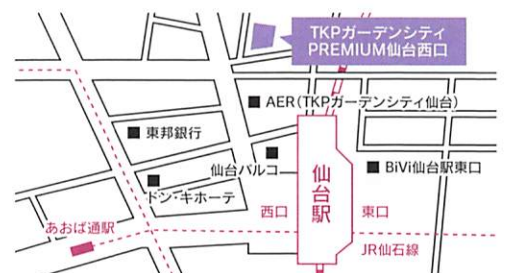 TKPガーデンシティ
PREMIUM仙台西口
AER(TKPガーデンシティ仙台)
東邦銀行
仙台パルコ
BiVi仙台駅東口
ドン・キホーテ
仙台駅
西口
東口
あおば通駅
JR仙石線